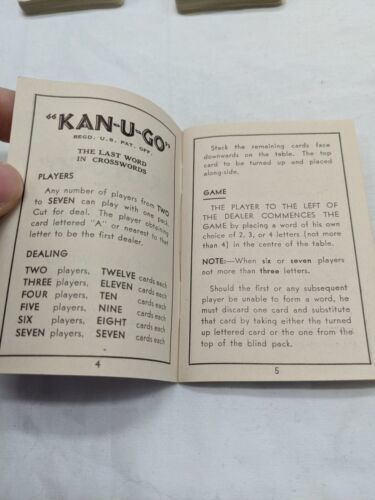 "KAN-U-GO"
REGD. U.S. PAT. OFF.
THE LAST WORD
IN CROSSWORDS
PLAYERS
Any number of players from TWO
to SEVEN can play with one pack.
Cut for deal. The player obtaining
card lettered "A" or nearest to that
letter to be the first dealer.
DEALING
TWO players, TWELVE cards each
THREE players, ELEVEN cards each
FOUR players, TEN cards each
FIVE players, NINE cards each
SIX players, EIGHT cards each
SEVEN players, SEVEN cards each
4
Stack the remaining cards face
downwards on the table. The top
card to be turned up and placed
along-side.
GAME
THE PLAYER TO THE LEFT OF
THE DEALER COMMENCES THE
GAME by placing a word of his own
choice of 2, 3, or 4 letters (not more
than 4) in the centre of the table.
NOTE:—When six or seven players
not more than three letters.
Should the first or any subsequent
player be unable to form a word, he
must discard one card and substitute
that card by taking either the turned
up lettered card or the one from the
top of the blind pack.
5